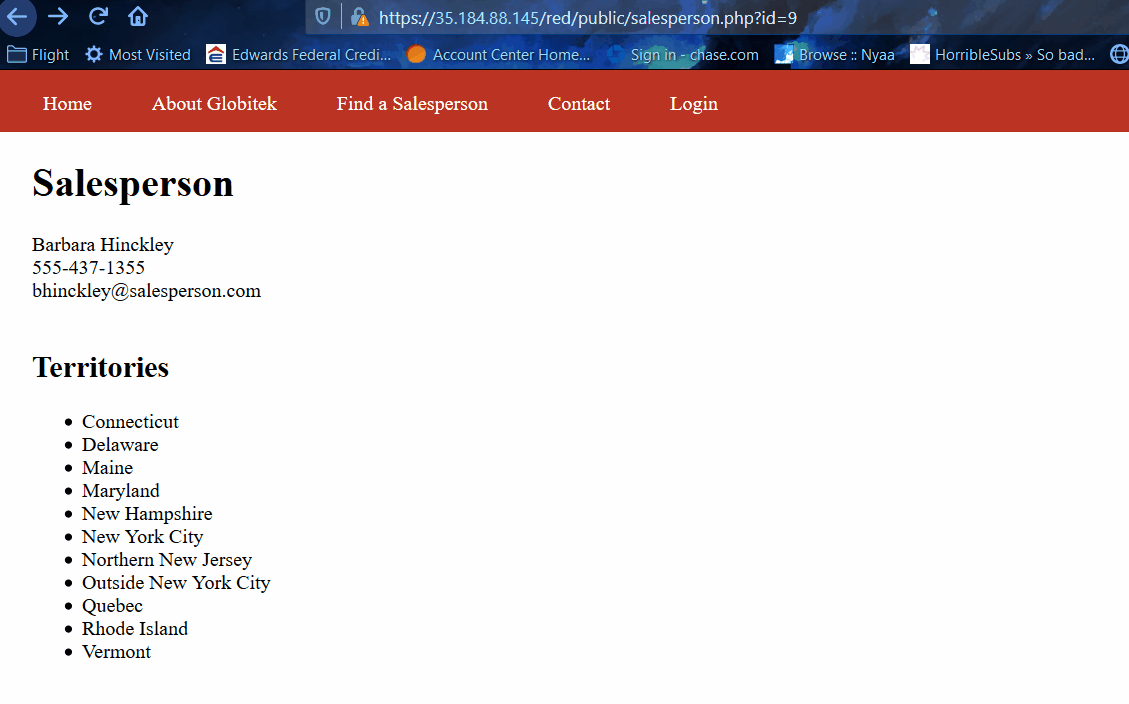 https://35.184.88.145/red/public/salesperson.php?id=9
Flight Most Visited Edwards Federal Credi... Account Center Home... Sign in - chase.com Browse :: Nyaa HorribleSubs » So bad...
Home About Globitek Find a Salesperson Contact Login
Salesperson
Barbara Hinckley
555-437-1355
bhinckley@salesperson.com
Territories
• Connecticut
• Delaware
• Maine
• Maryland
• New Hampshire
• New York City
• Northern New Jersey
• Outside New York City
• Quebec
• Rhode Island
• Vermont